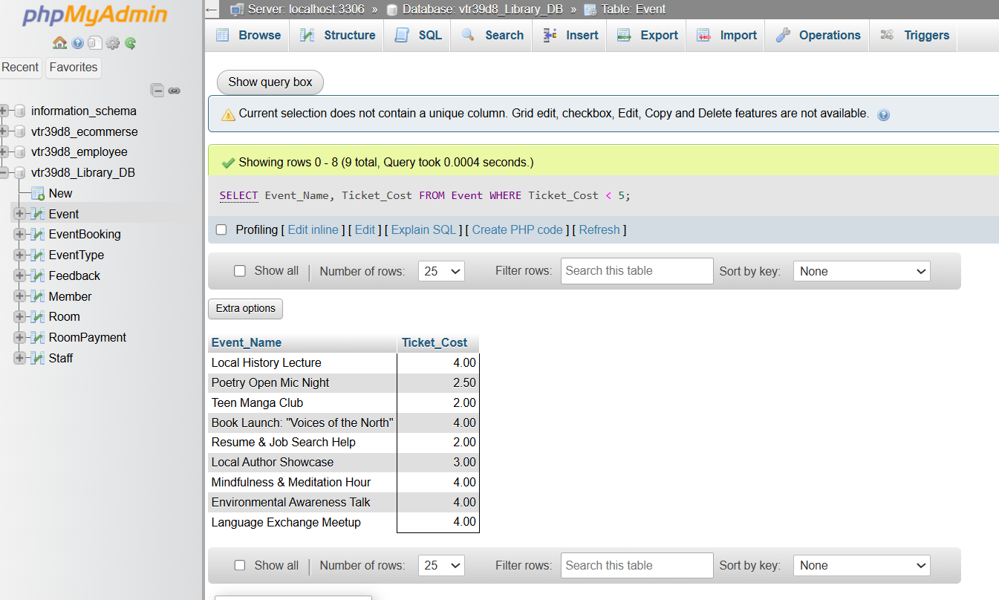 phpMyAdmin
Recent Favorites
information_schema
vtr39d8_ecommerse
vtr39d8_employee
vtr39d8_Library_DB
New
Event
EventBooking
EventType
Feedback
Member
Room
RoomPayment
Staff
Server: localhost:3306 » Database: vtr39d8_Library_DB » Table: Event
Browse Structure SQL Search Insert Export Import Operations Triggers
Show query box
Current selection does not contain a unique column. Grid edit, checkbox, Edit, Copy and Delete features are not available.
Showing rows 0 - 8 (9 total, Query took 0.0004 seconds.)
SELECT Event_Name, Ticket_Cost FROM Event WHERE Ticket_Cost < 5;
Profiling [ Edit inline ] [ Edit ] [ Explain SQL ] [ Create PHP code ] [ Refresh ]
Show all | Number of rows: 25 Filter rows: Search this table Sort by key: None
Extra options
Event_Name Ticket_Cost
Local History Lecture 4.00
Poetry Open Mic Night 2.50
Teen Manga Club 2.00
Book Launch: "Voices of the North" 4.00
Resume & Job Search Help 2.00
Local Author Showcase 3.00
Mindfulness & Meditation Hour 4.00
Environmental Awareness Talk 4.00
Language Exchange Meetup 4.00
Show all | Number of rows: 25 Filter rows: Search this table Sort by key: None